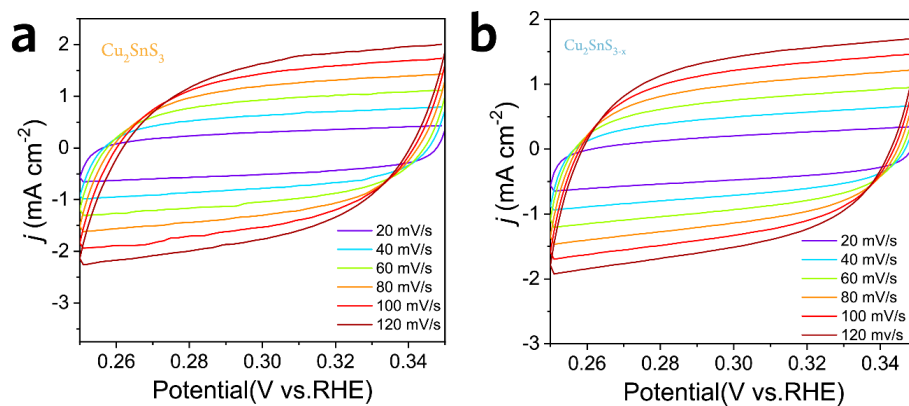 a
Cu₂SnS₃
2
1
0
-1
-2
-3
j (mA cm⁻²)
20 mV/s
40 mV/s
60 mV/s
80 mV/s
100 mV/s
120 mV/s
0.26
0.28
0.30
0.32
0.34
Potential(V vs.RHE)
b
Cu₂SnS₃₋ₓ
2
1
0
-1
-2
-3
j (mA cm⁻²)
20 mV/s
40 mV/s
60 mV/s
80 mV/s
100 mV/s
120 mv/s
0.26
0.28
0.30
0.32
0.34
Potential(V vs.RHE)